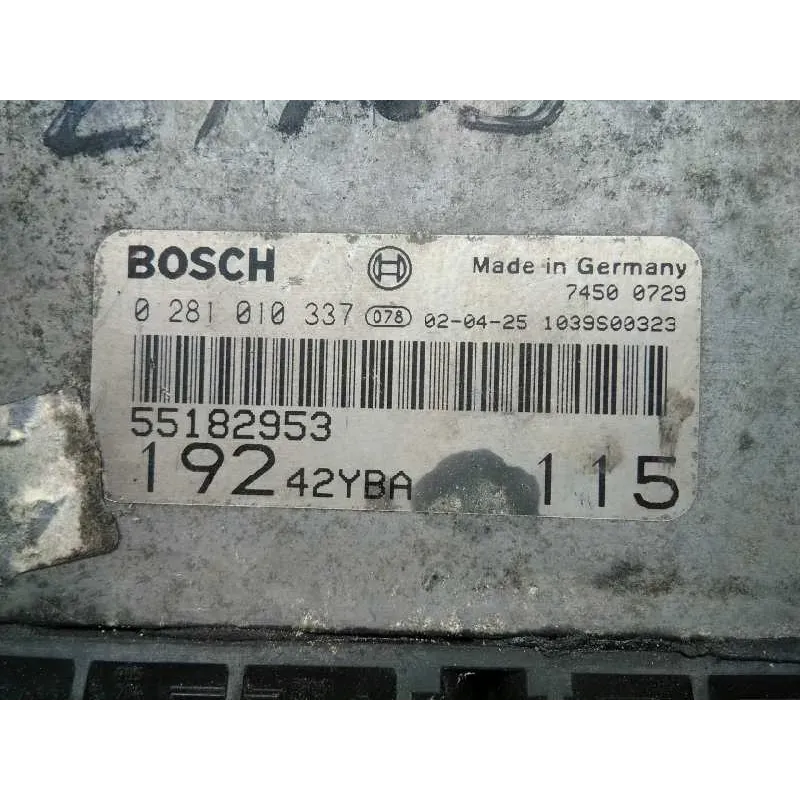 BOSCH Made in Germany
7450 0729
0 281 010 337 078 02-04-25 1039S00323
55182953
192 42YBA 115